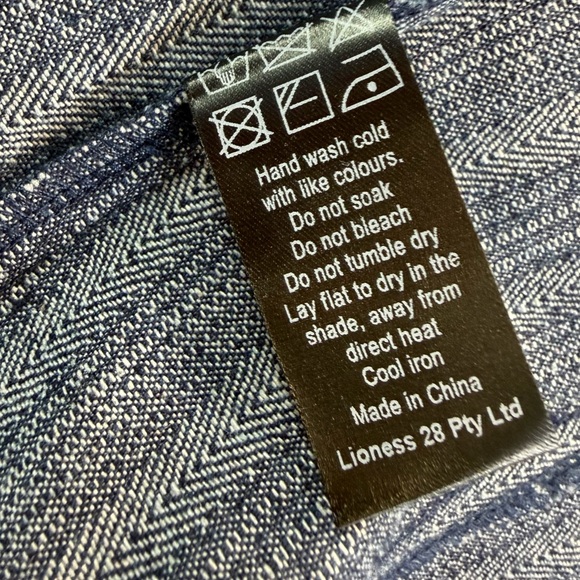 Hand wash cold
with like colours.
Do not soak
Do not bleach
Do not tumble dry
Lay flat to dry in the
shade, away from
direct heat
Cool iron
Made in China
Lioness 28 Pty Ltd